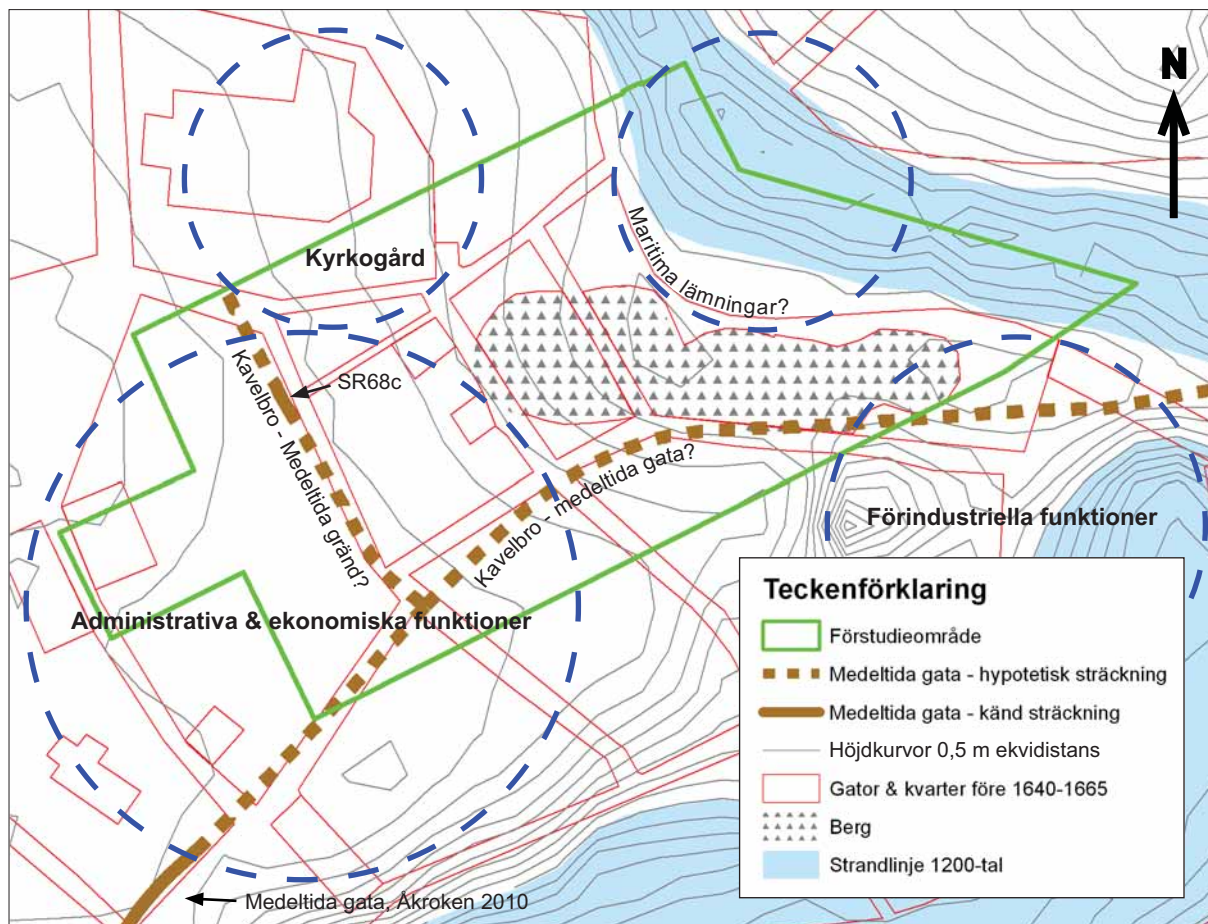 N
Kyrkogård
Maritima lämningar?
SR68c
Kavelbro - Medeltida gränd?
Kavelbro - medeltida gata?
Förindustriella funktioner
Administrativa & ekonomiska funktioner
Medeltida gata, Åkroken 2010
Teckenförklaring
Förstudieområde
Medeltida gata - hypotetisk sträckning
Medeltida gata - känd sträckning
Höjdkurvor 0,5 m ekvidistans
Gator & kvarter före 1640-1665
Berg
Strandlinje 1200-tal